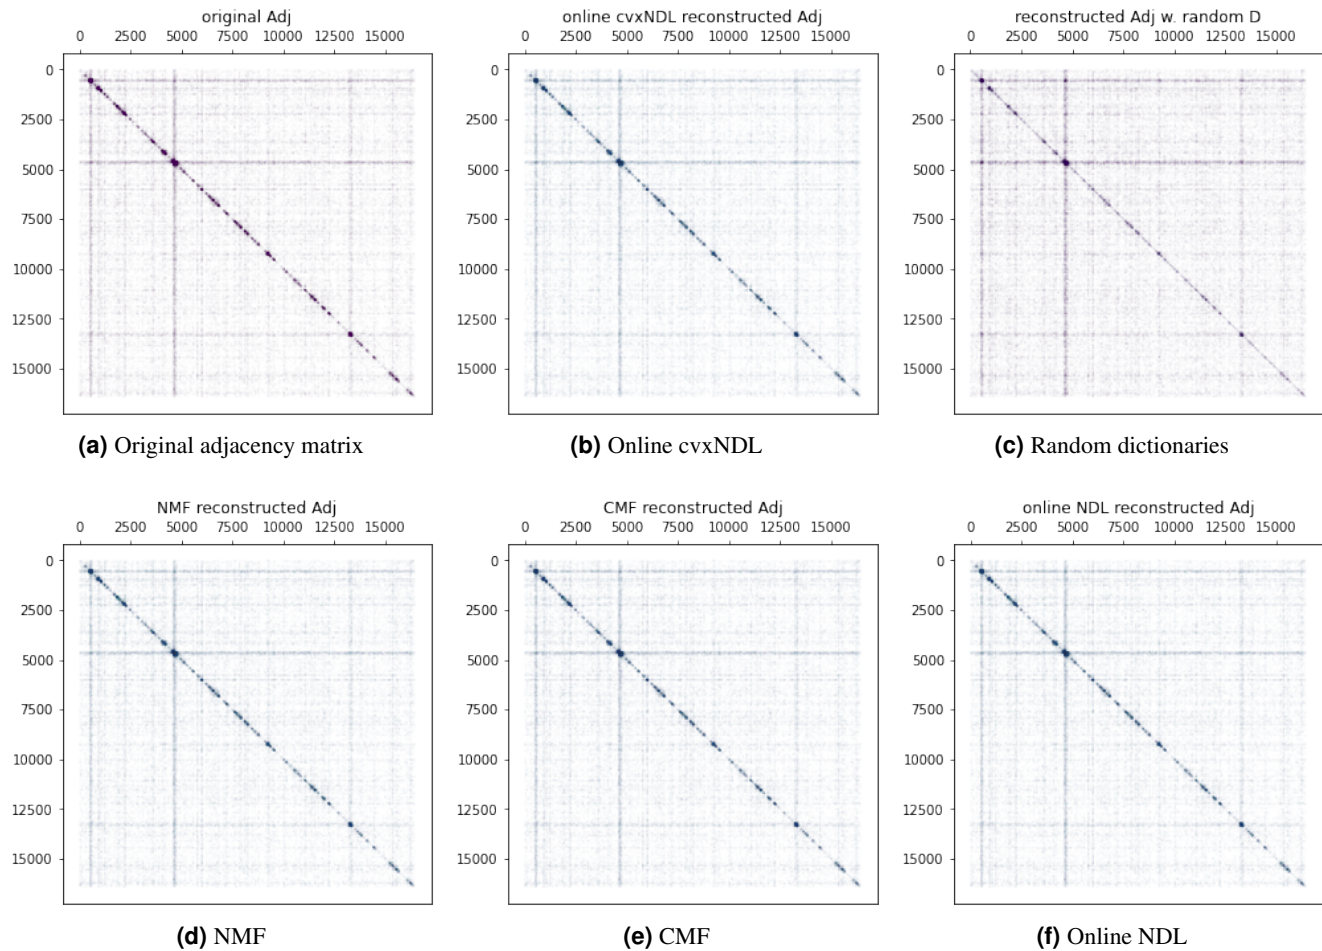 original Adj
0 2500 5000 7500 10000 12500 15000
0
2500
5000
7500
10000
12500
15000
(a) Original adjacency matrix
online cvxNDL reconstructed Adj
0 2500 5000 7500 10000 12500 15000
0
2500
5000
7500
10000
12500
15000
(b) Online cvxNDL
reconstructed Adj w. random D
0 2500 5000 7500 10000 12500 15000
0
2500
5000
7500
10000
12500
15000
(c) Random dictionaries
NMF reconstructed Adj
0 2500 5000 7500 10000 12500 15000
0
2500
5000
7500
10000
12500
15000
(d) NMF
CMF reconstructed Adj
0 2500 5000 7500 10000 12500 15000
0
2500
5000
7500
10000
12500
15000
(e) CMF
online NDL reconstructed Adj
0 2500 5000 7500 10000 12500 15000
0
2500
5000
7500
10000
12500
15000
(f) Online NDL